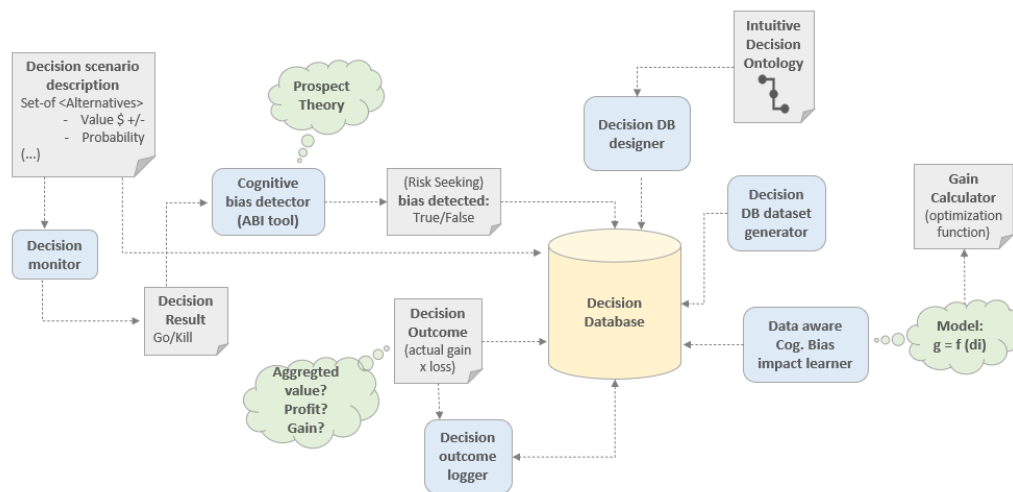 Decision scenario
description
Set-of <Alternatives>
- Value $ +/-
- Probability
(...)
Prospect
Theory
Intuitive
Decision
Ontology
Decision DB
designer
Cognitive
bias detector
(ABI tool)
(Risk Seeking)
bias detected:
True/False
Decision
DB dataset
generator
Gain
Calculator
(optimization
function)
Decision
monitor
Decision
Result
Go/Kill
Decision
Outcome
(actual gain
x loss)
Decision
Database
Data aware
Cog. Bias
impact learner
Model:
g = f (di)
Aggregted
value?
Profit?
Gain?
Decision
outcome
logger